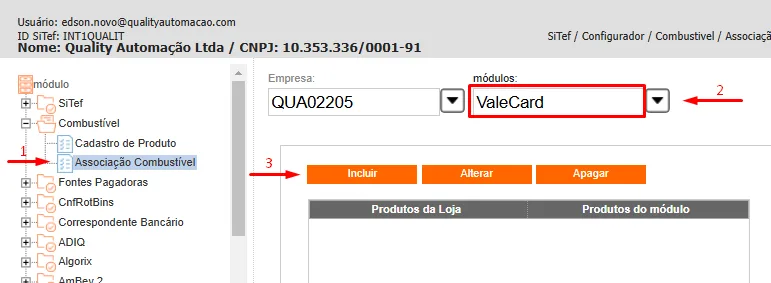 Usuário: edson.novo@qualityautomacao.com
ID SiTef: INT1QUALIT
Nome: Quality Automação Ltda / CNPJ: 10.353.336/0001-91
SiTef / Configurador / Combustivel / Associaçã
módulo
SiTef
Combustível
Cadastro de Produto
1
Associação Combustível
Fontes Pagadoras
CnfRotBins
Correspondente Bancário
ADIQ
Algorix
AmBev 2
Empresa:
módulos:
QUA02205
ValeCard
2
3
Incluir
Alterar
Apagar
Produtos da Loja
Produtos do módulo